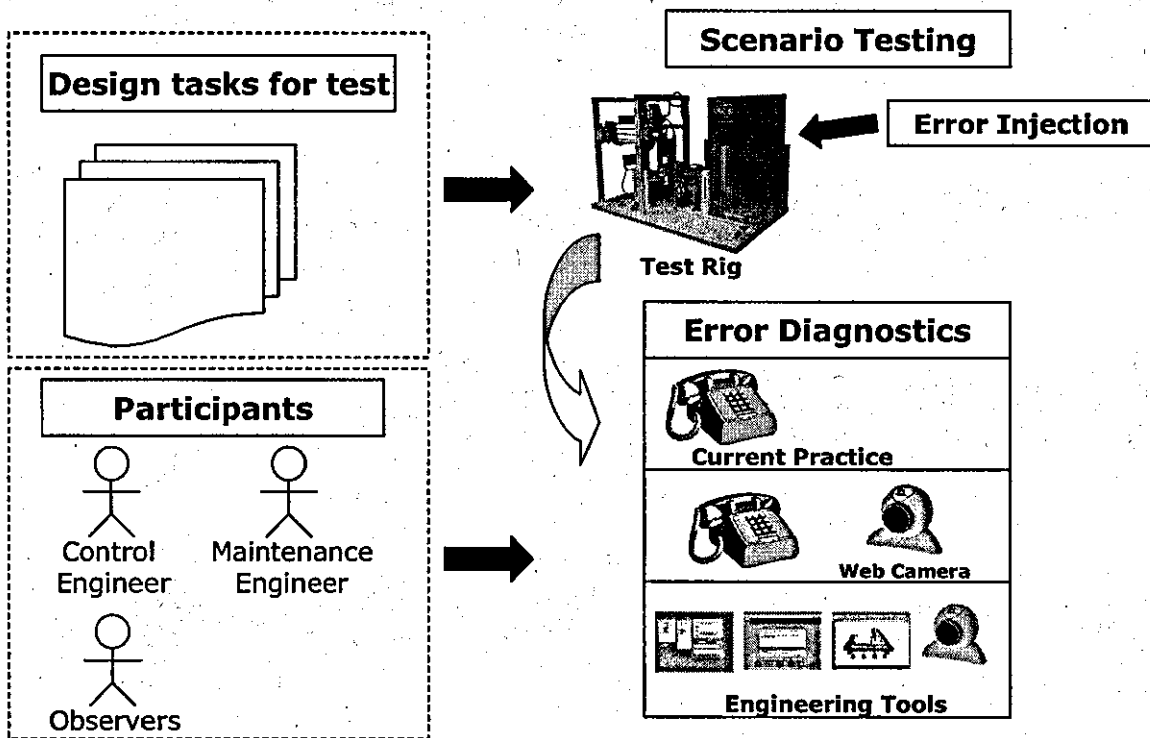 Design tasks for test
Participants
Control
Engineer
Maintenance
Engineer
Observers
Scenario Testing
Error Injection
Test Rig
Error Diagnostics
Current Practice
Web Camera
Engineering Tools